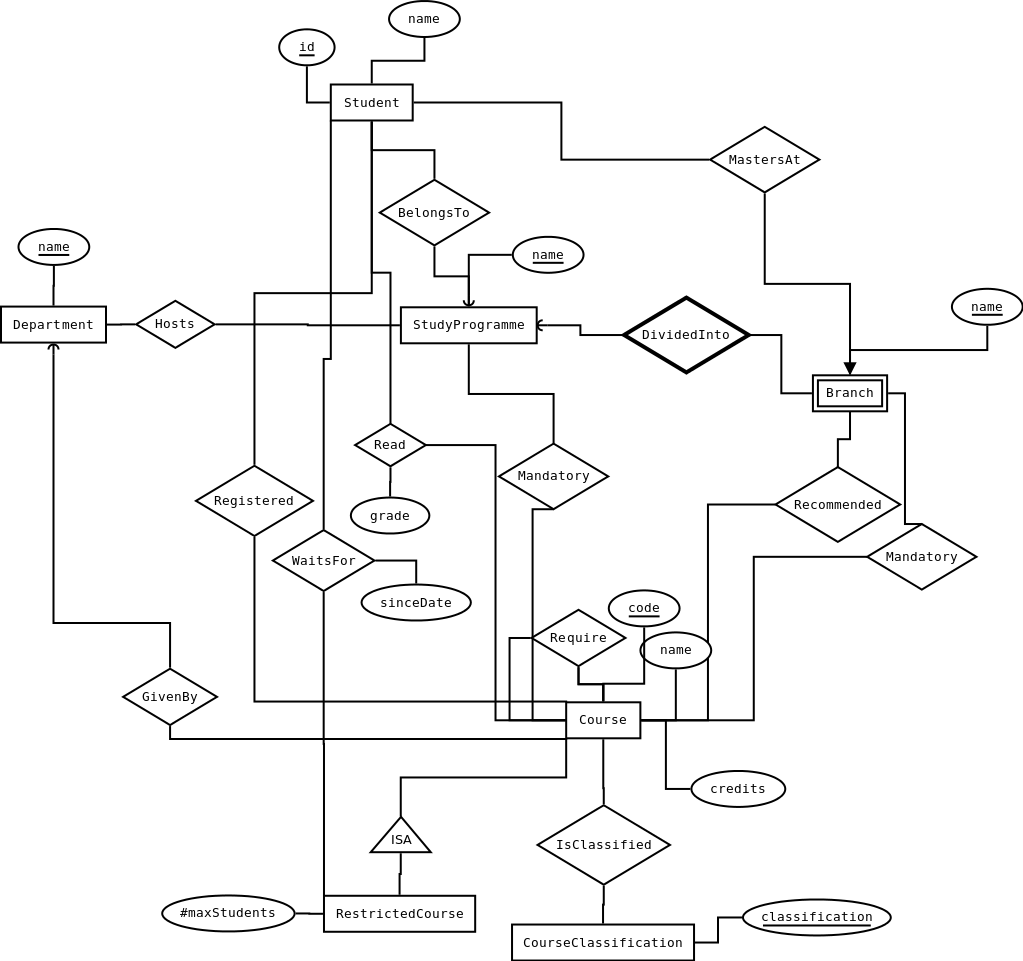 name
id
Student
MastersAt
BelongsTo
name
name
name
Department
Hosts
StudyProgramme
DividedInto
Branch
Read
Mandatory
Registered
Recommended
grade
WaitsFor
Mandatory
sinceDate
code
Require
name
GivenBy
Course
credits
ISA
IsClassified
#maxStudents
RestrictedCourse
classification
CourseClassification